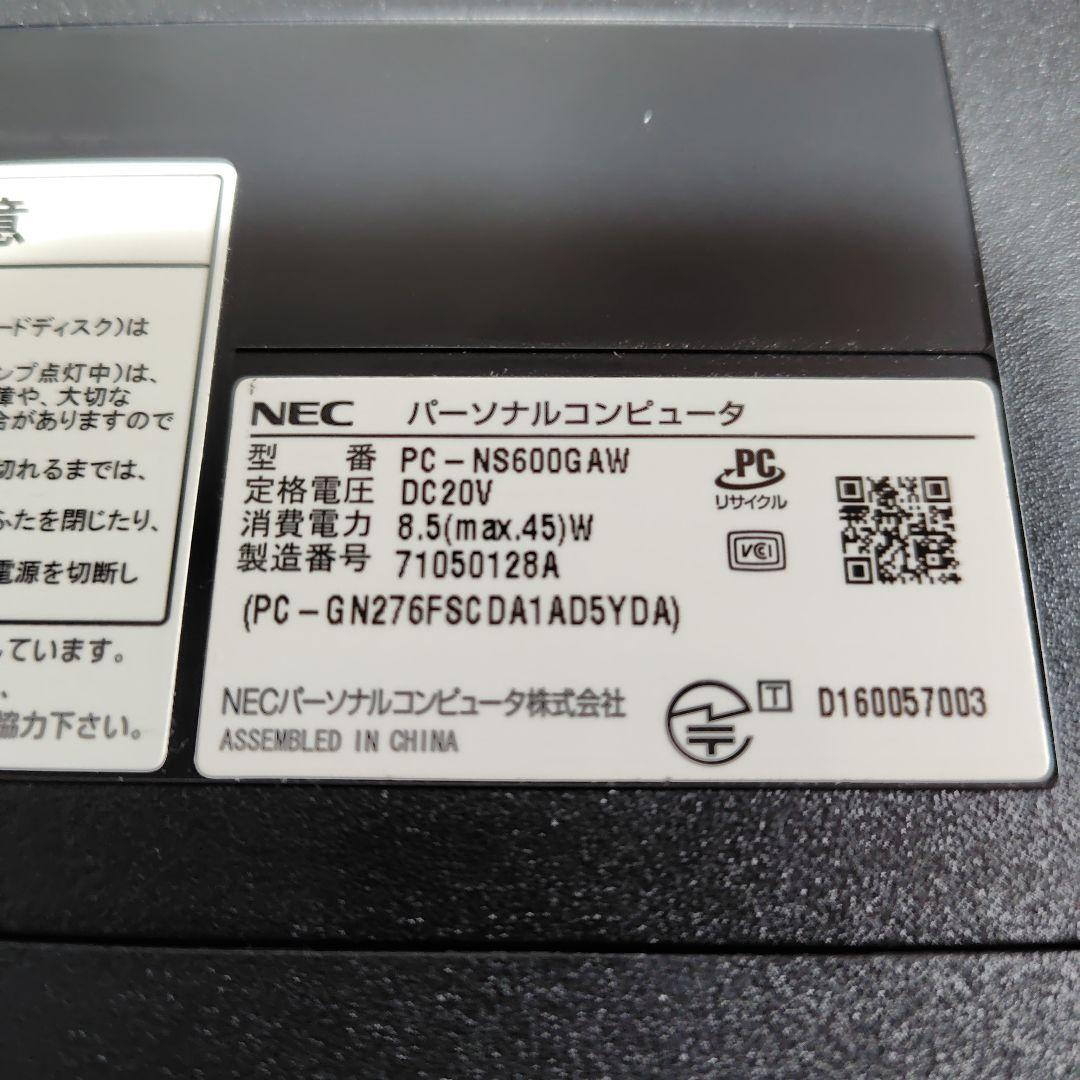 意
ードディスク)は
ンプ点灯中)は、
障や、大切な
合がありますので
切れるまでは、
ふたを閉じたり、
電源を切断し
しています。
協力下さい。
NEC パーソナルコンピュータ
型 番 PC-NS600GAW
定格電圧 DC20V
消費電力 8.5(max.45)W
製造番号 71050128A
(PC-GN276FSCDA1AD5YDA)
PC
リサイクル
VCCI
NECパーソナルコンピュータ株式会社
ASSEMBLED IN CHINA
T D160057003